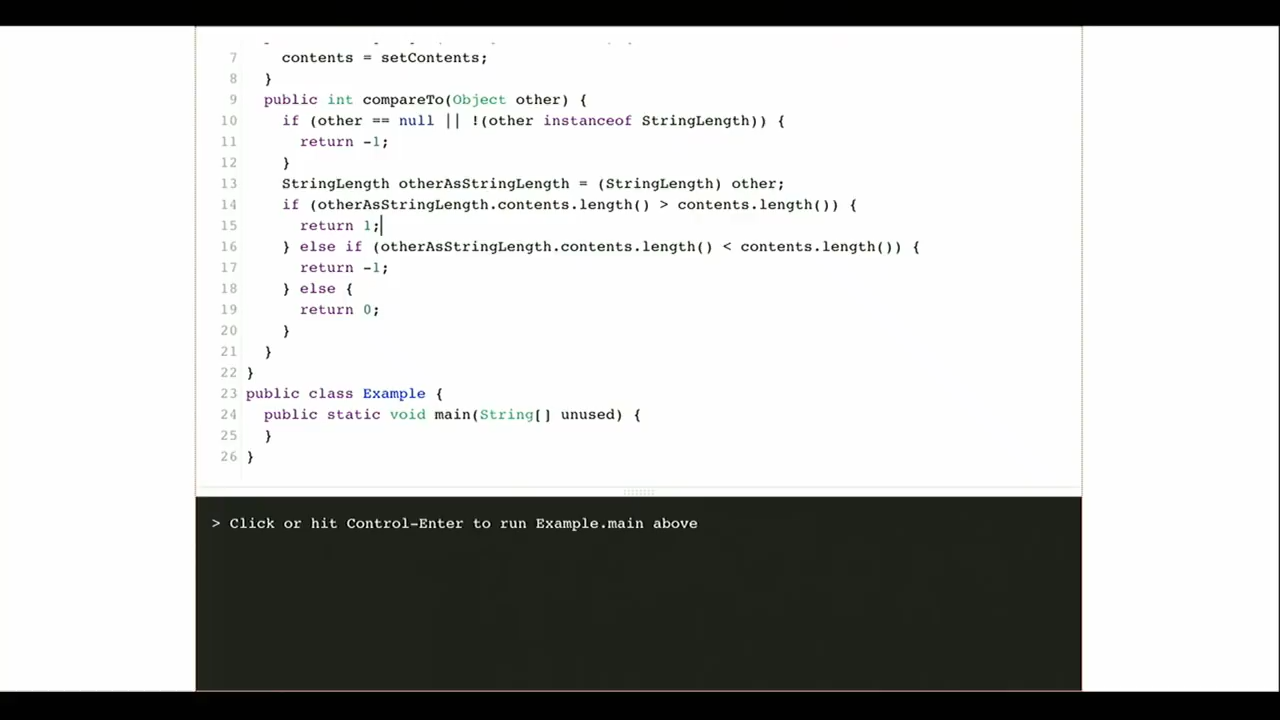 7 contents = setContents;
8 }
9 public int compareTo(Object other) {
10 if (other == null || !(other instanceof StringLength)) {
11 return -1;
12 }
13 StringLength otherAsStringLength = (StringLength) other;
14 if (otherAsStringLength.contents.length() > contents.length()) {
15 return 1;
16 } else if (otherAsStringLength.contents.length() < contents.length()) {
17 return -1;
18 } else {
19 return 0;
20 }
21 }
22 }
23 public class Example {
24 public static void main(String[] unused) {
25 }
26 }
> Click or hit Control-Enter to run Example.main above